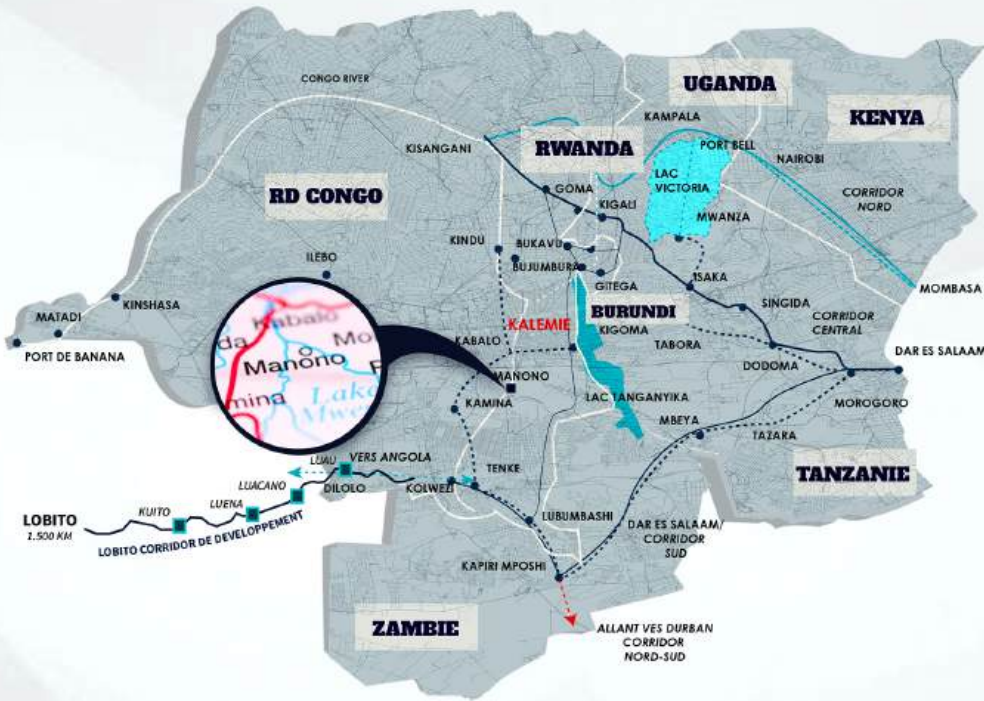 CONGO RIVER
UGANDA
KAMPALA
KENYA
KISANGANI
RWANDA
PORT BELL
NAIROBI
LAC
VICTORIA
RD CONGO
GOMA
KIGALI
CORRIDOR
NORD
MWANZA
KINDU
BUKAVU
ILEBO
BUJUMBURA
GITEGA
ISAKA
KINSHASA
MATADI
PORT DE BANANA
MOMBASA
SINGIDA
BURUNDI
CORRIDOR
CENTRAL
KALEMIE
KIGOMA
KABALO
TABORA
DAR ES SALAAM
DODOMA
Kabalo
da
Mo
Manono
mina
Lake
Mwe
MANONO
KAMINA
LAC TANGANYIKA
MOROGORO
MBEYA
TAZARA
LUAU
VERS ANGOLA
TENKE
TANZANIE
LUACANO
DILOLO
KOLWEZI
LUENA
KUITO
LOBITO
1.500 KM
LOBITO CORRIDOR DE DEVELOPPEMENT
LUBUMBASHI
DAR ES SALAAM/
CORRIDOR
SUD
KAPIRI MPOSHI
ZAMBIE
ALLANT VES DURBAN
CORRIDOR
NORD-SUD